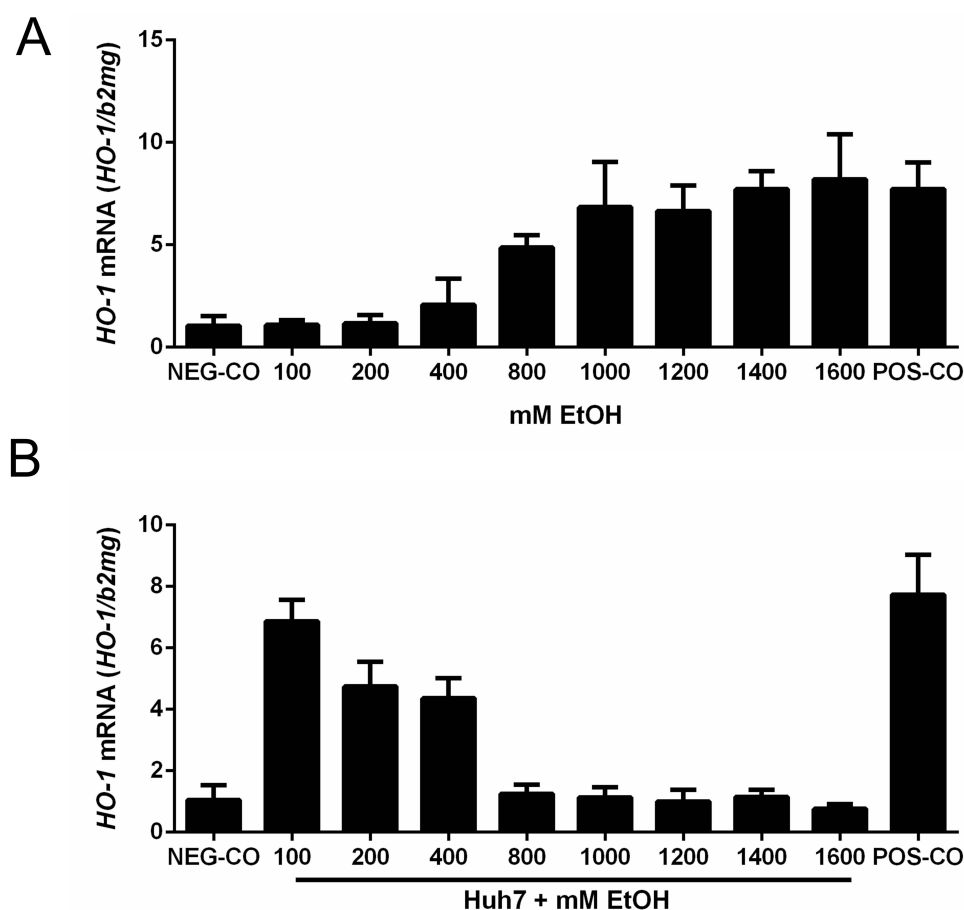 A
HO-1 mRNA (HO-1/b2mg)
15
10
5
0
NEG-CO 100 200 400 800 1000 1200 1400 1600 POS-CO
mM EtOH
B
HO-1 mRNA (HO-1/b2mg)
10
8
6
4
2
0
NEG-CO 100 200 400 800 1000 1200 1400 1600 POS-CO
Huh7 + mM EtOH